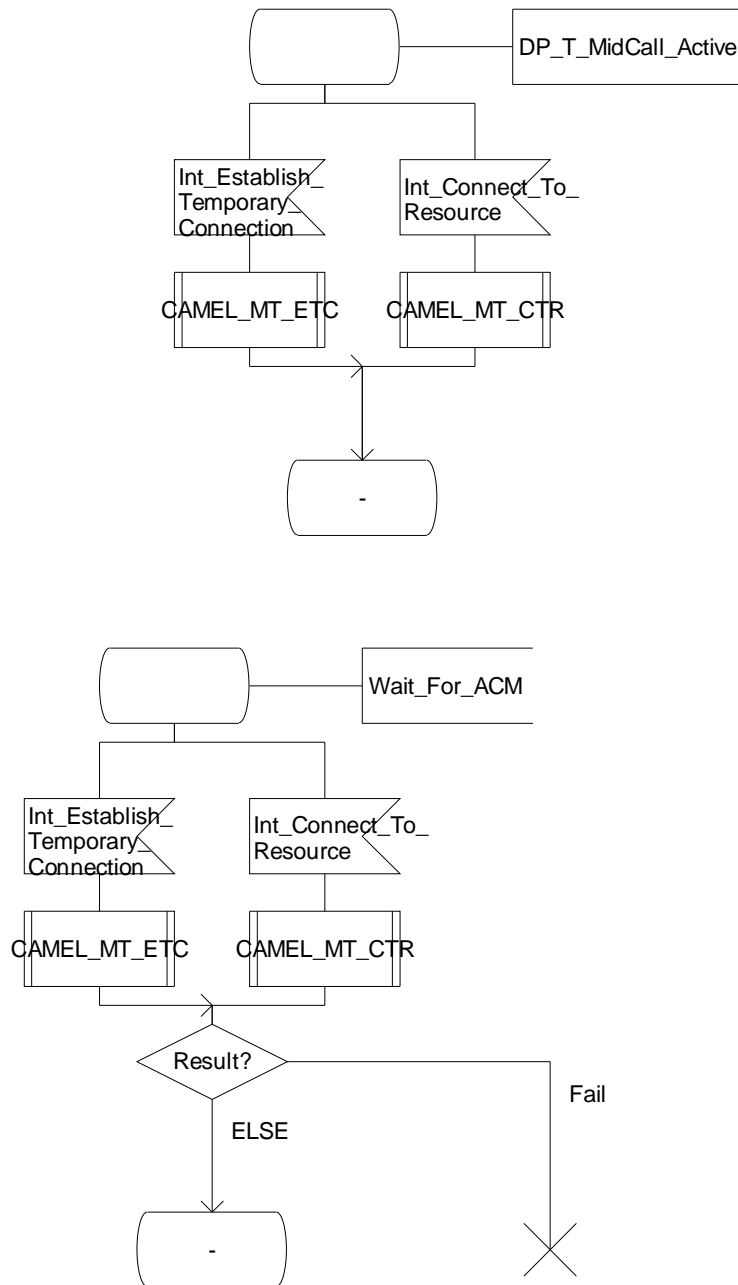 DP_T_MidCall_Active
Int_Establish_
Temporary_
Connection
Int_Connect_To_
Resource
CAMEL_MT_ETC
CAMEL_MT_CTR
-
Wait_For_ACM
Int_Establish_
Temporary_
Connection
Int_Connect_To_
Resource
CAMEL_MT_ETC
CAMEL_MT_CTR
Result?
Fail
ELSE
-